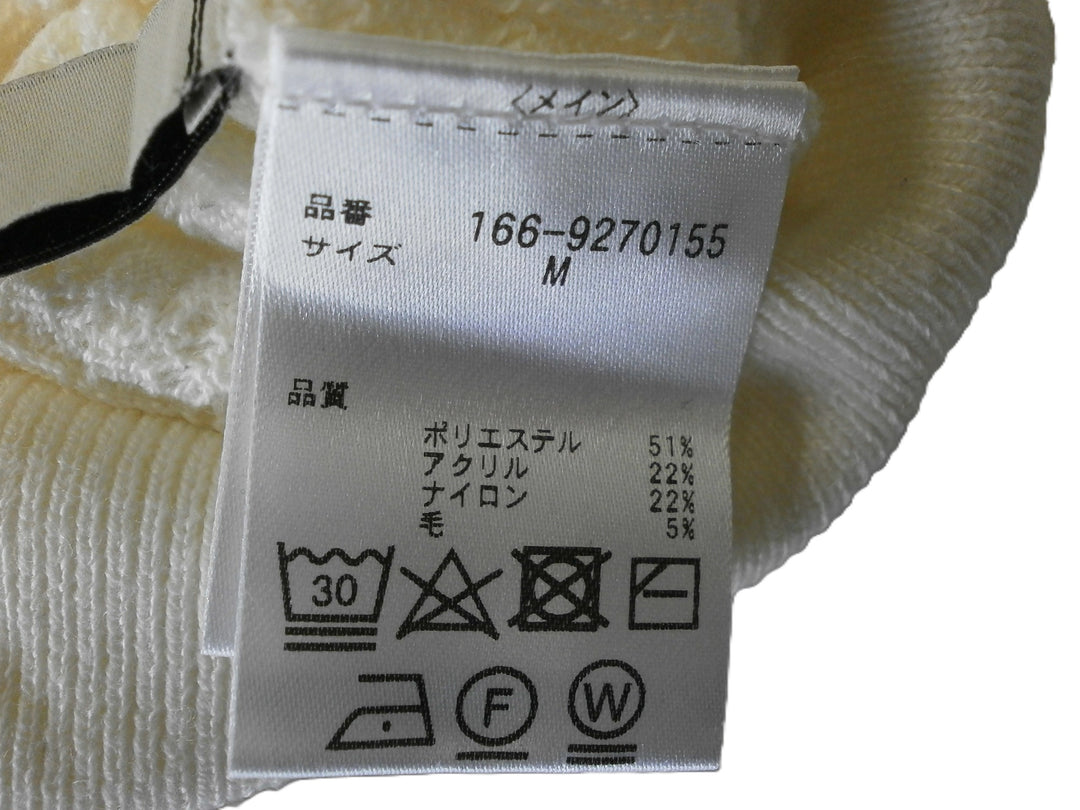 〈メイン〉
品番 166-9270155
サイズ M
品質
ポリエステル 51%
アクリル 22%
ナイロン 22%
毛 5%
30
F W